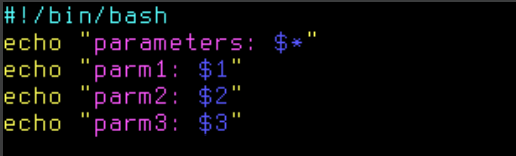 #!/bin/bash
echo "parameters: $*"
echo "parm1: $1"
echo "parm2: $2"
echo "parm3: $3"